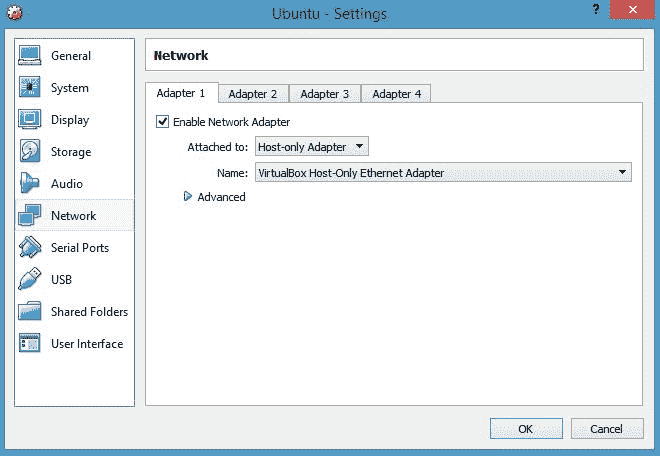 Ubuntu - Settings
?
General
System
Display
Storage
Audio
Network
Serial Ports
USB
Shared Folders
User Interface
Network
Adapter 1 Adapter 2 Adapter 3 Adapter 4
Enable Network Adapter
Attached to: Host-only Adapter
Name: VirtualBox Host-Only Ethernet Adapter
Advanced
OK Cancel